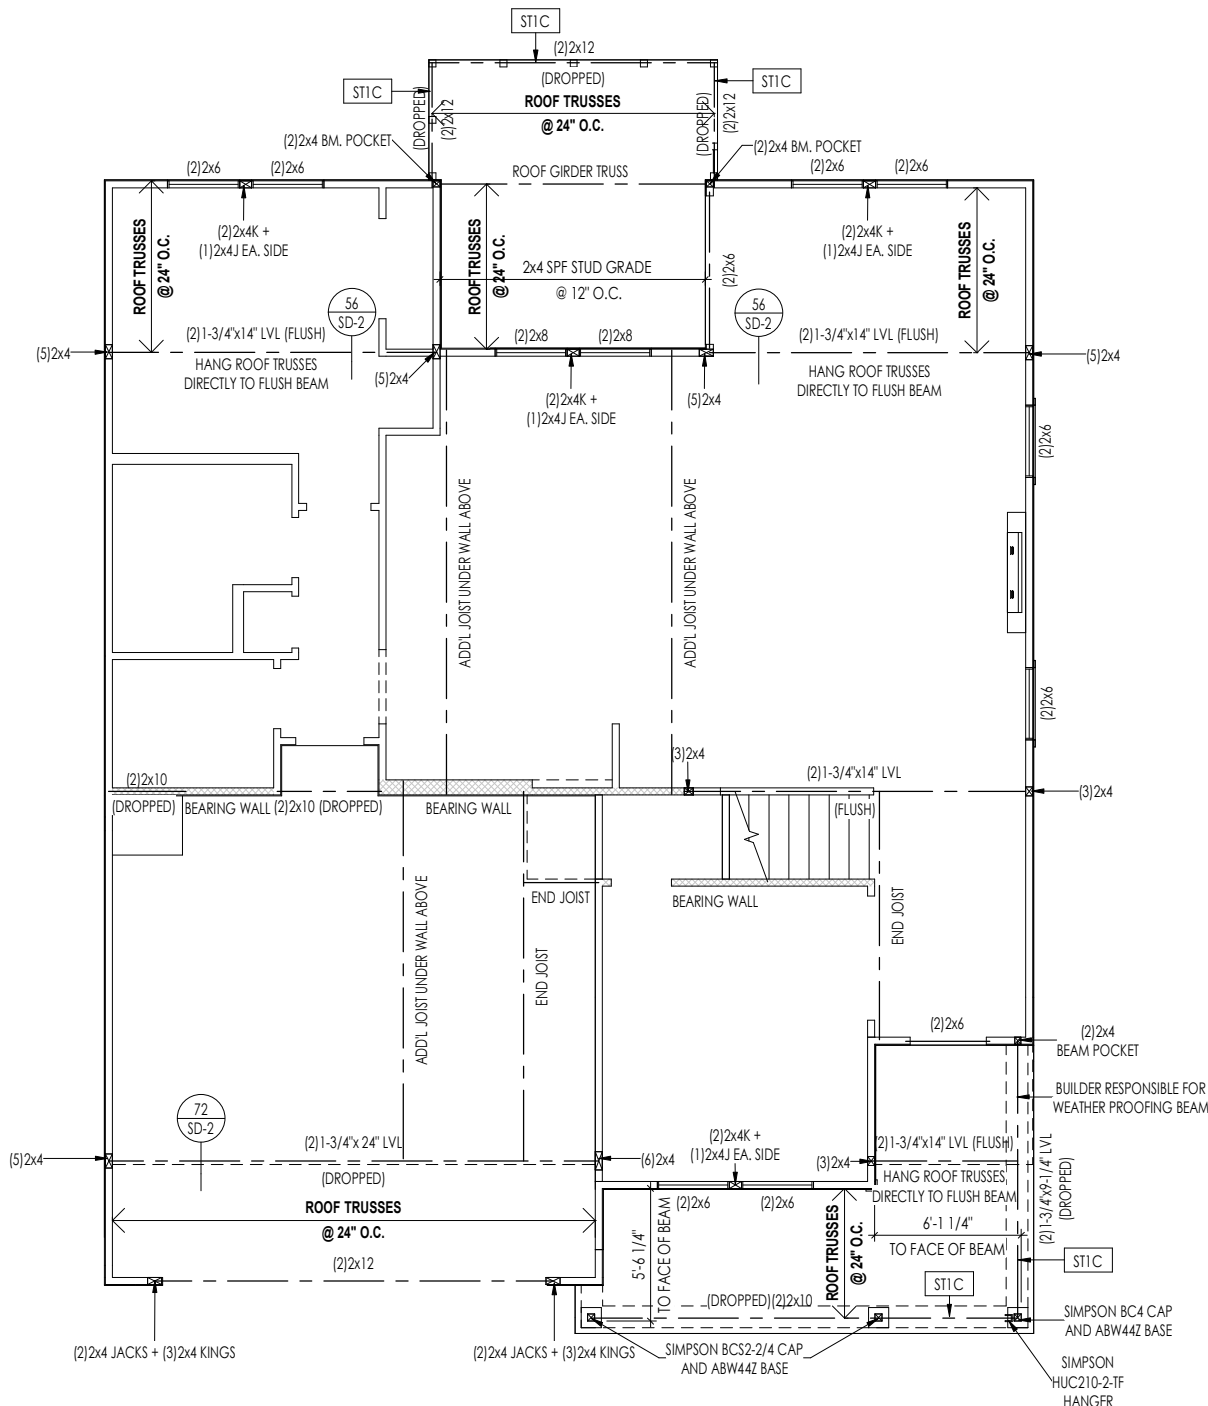 ST1C
(2)2x12
(DROPPED)
ST1C
ST1C
ROOF TRUSSES
@ 24" O.C.
(DROPPED)
(2)2x12
(DROPPED)
(2)2x12
(2)2x4 BM. POCKET
(2)2x4 BM. POCKET
(2)2x6
(2)2x6
ROOF GIRDER TRUSS
(2)2x6
(2)2x6
ROOF TRUSSES
@ 24" O.C.
(2)2x4K +
(1)2x4J EA. SIDE
ROOF TRUSSES
@ 24" O.C.
2x4 SPF STUD GRADE
@ 12" O.C.
(2)2x6
(2)2x4K +
(1)2x4J EA. SIDE
ROOF TRUSSES
@ 24" O.C.
56
SD-2
56
SD-2
(2)1-3/4"x14" LVL (FLUSH)
(2)2x8
(2)2x8
(2)1-3/4"x14" LVL (FLUSH)
(5)2x4
(5)2x4
HANG ROOF TRUSSES
DIRECTLY TO FLUSH BEAM
(5)2x4
(5)2x4
HANG ROOF TRUSSES
DIRECTLY TO FLUSH BEAM
(2)2x4K +
(1)2x4J EA. SIDE
(2)2x6
ADD'L JOIST UNDER WALL ABOVE
ADD'L JOIST UNDER WALL ABOVE
(2)2x6
(3)2x4
(2)1-3/4"x14" LVL
(2)2x10
(3)2x4
(DROPPED)
BEARING WALL
(2)2x10 (DROPPED)
BEARING WALL
(FLUSH)
END JOIST
BEARING WALL
ADD'L JOIST UNDER WALL ABOVE
END JOIST
END JOIST
(2)2x6
(2)2x4
BEAM POCKET
BUILDER RESPONSIBLE FOR
WEATHER PROOFING BEAM
72
SD-2
(2)2x4K +
(1)2x4J EA. SIDE
(2)1-3/4"x 24" LVL
(2)1-3/4"x14" LVL (FLUSH)
(5)2x4
(6)2x4
(3)2x4
(DROPPED)
HANG ROOF TRUSSES
DIRECTLY TO FLUSH BEAM
(2)1-3/4"x9-1/4" LVL
(DROPPED)
(2)2x6
(2)2x6
ROOF TRUSSES
@ 24" O.C.
6'-1 1/4"
TO FACE OF BEAM
5'-6 1/4"
TO FACE OF BEAM
ROOF TRUSSES
@ 24" O.C.
(2)2x12
ST1C
ST1C
(DROPPED)(2)2x10
SIMPSON BC4 CAP
AND ABW44Z BASE
(2)2x4 JACKS + (3)2x4 KINGS
(2)2x4 JACKS + (3)2x4 KINGS
SIMPSON BCS2-2/4 CAP
AND ABW44Z BASE
SIMPSON
HUC210-2-TF
HANGER